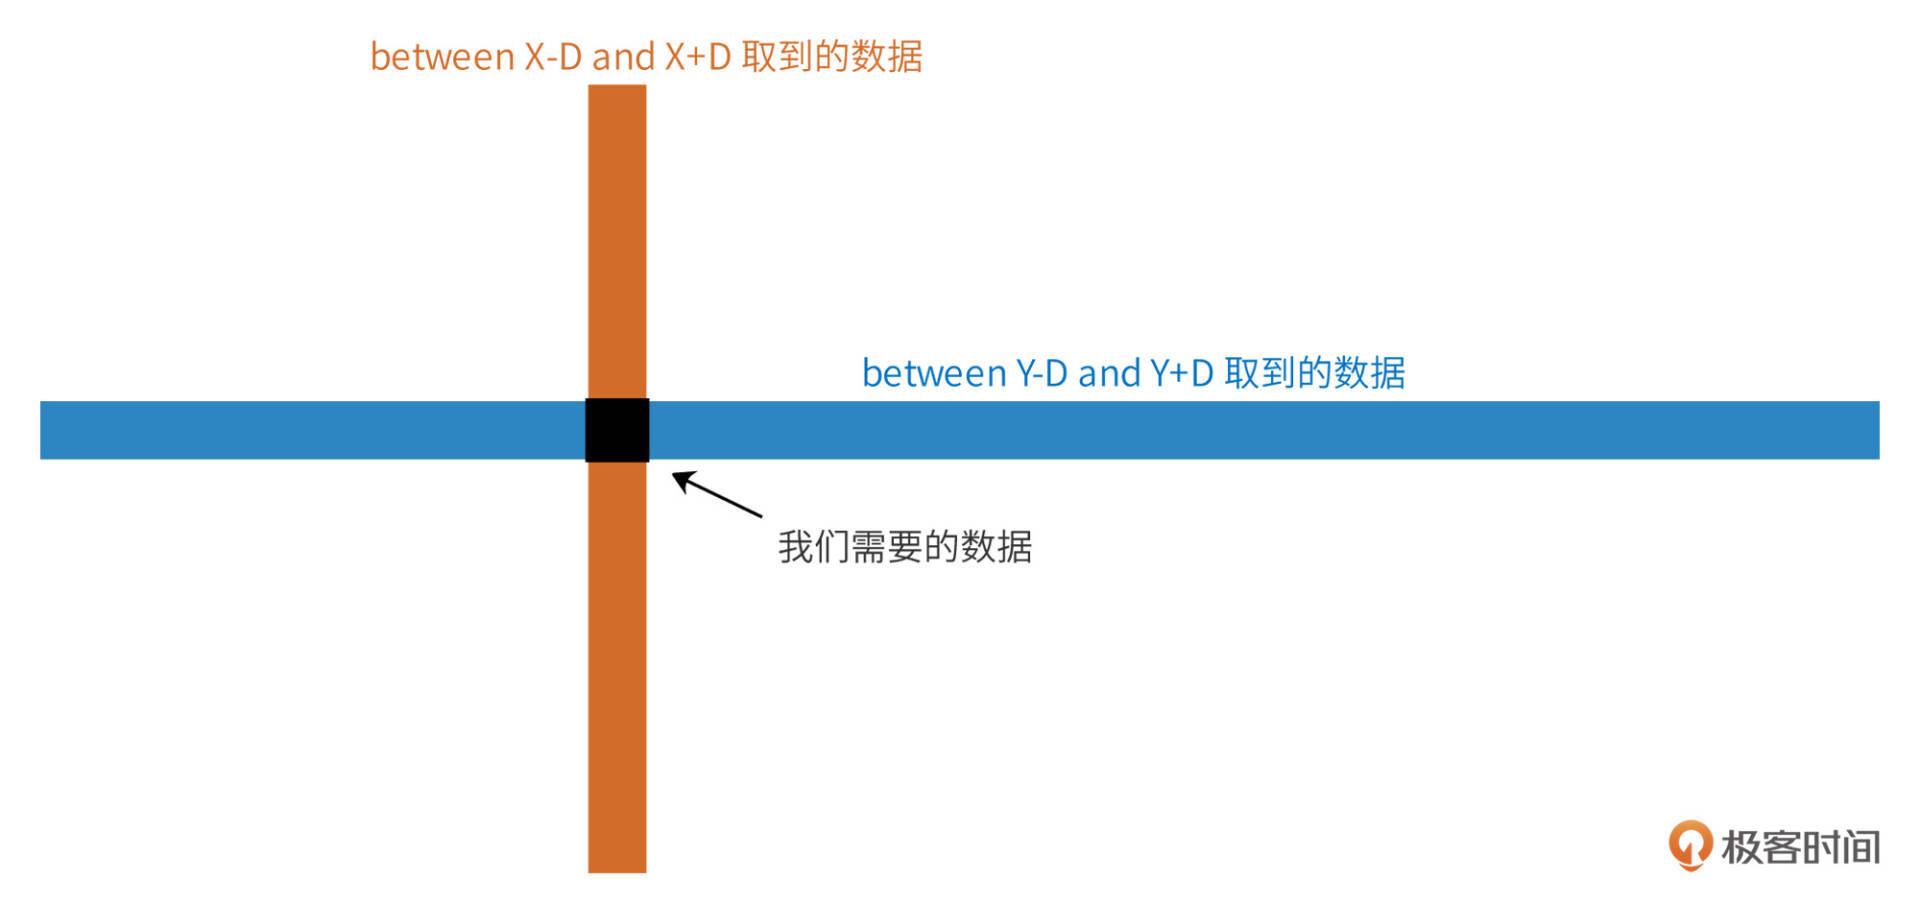 between X-D and X+D 取到的数据
between Y-D and Y+D 取到的数据
我们需要的数据
极客时间